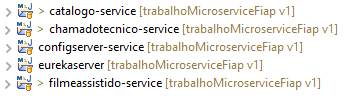 > catalogo-service [trabalhoMicroserviceFiap v1]
> chamadotecnico-service [trabalhoMicroserviceFiap v1]
configserver-service [trabalhoMicroserviceFiap v1]
eurekaserver [trabalhoMicroserviceFiap v1]
> filmeassistido-service [trabalhoMicroserviceFiap v1]